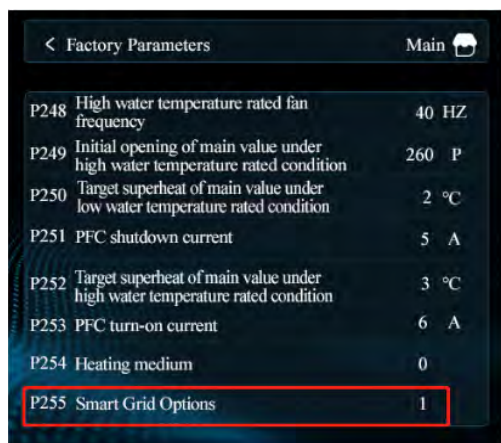 < Factory Parameters Main
P248 High water temperature rated fan
frequency 40 HZ
P249 Initial opening of main value under
high water temperature rated condition 260 P
P250 Target superheat of main value under
low water temperature rated condition 2 °C
P251 PFC shutdown current 5 A
P252 Target superheat of main value under
high water temperature rated condition 3 °C
P253 PFC turn-on current 6 A
P254 Heating medium 0
P255 Smart Grid Options 1